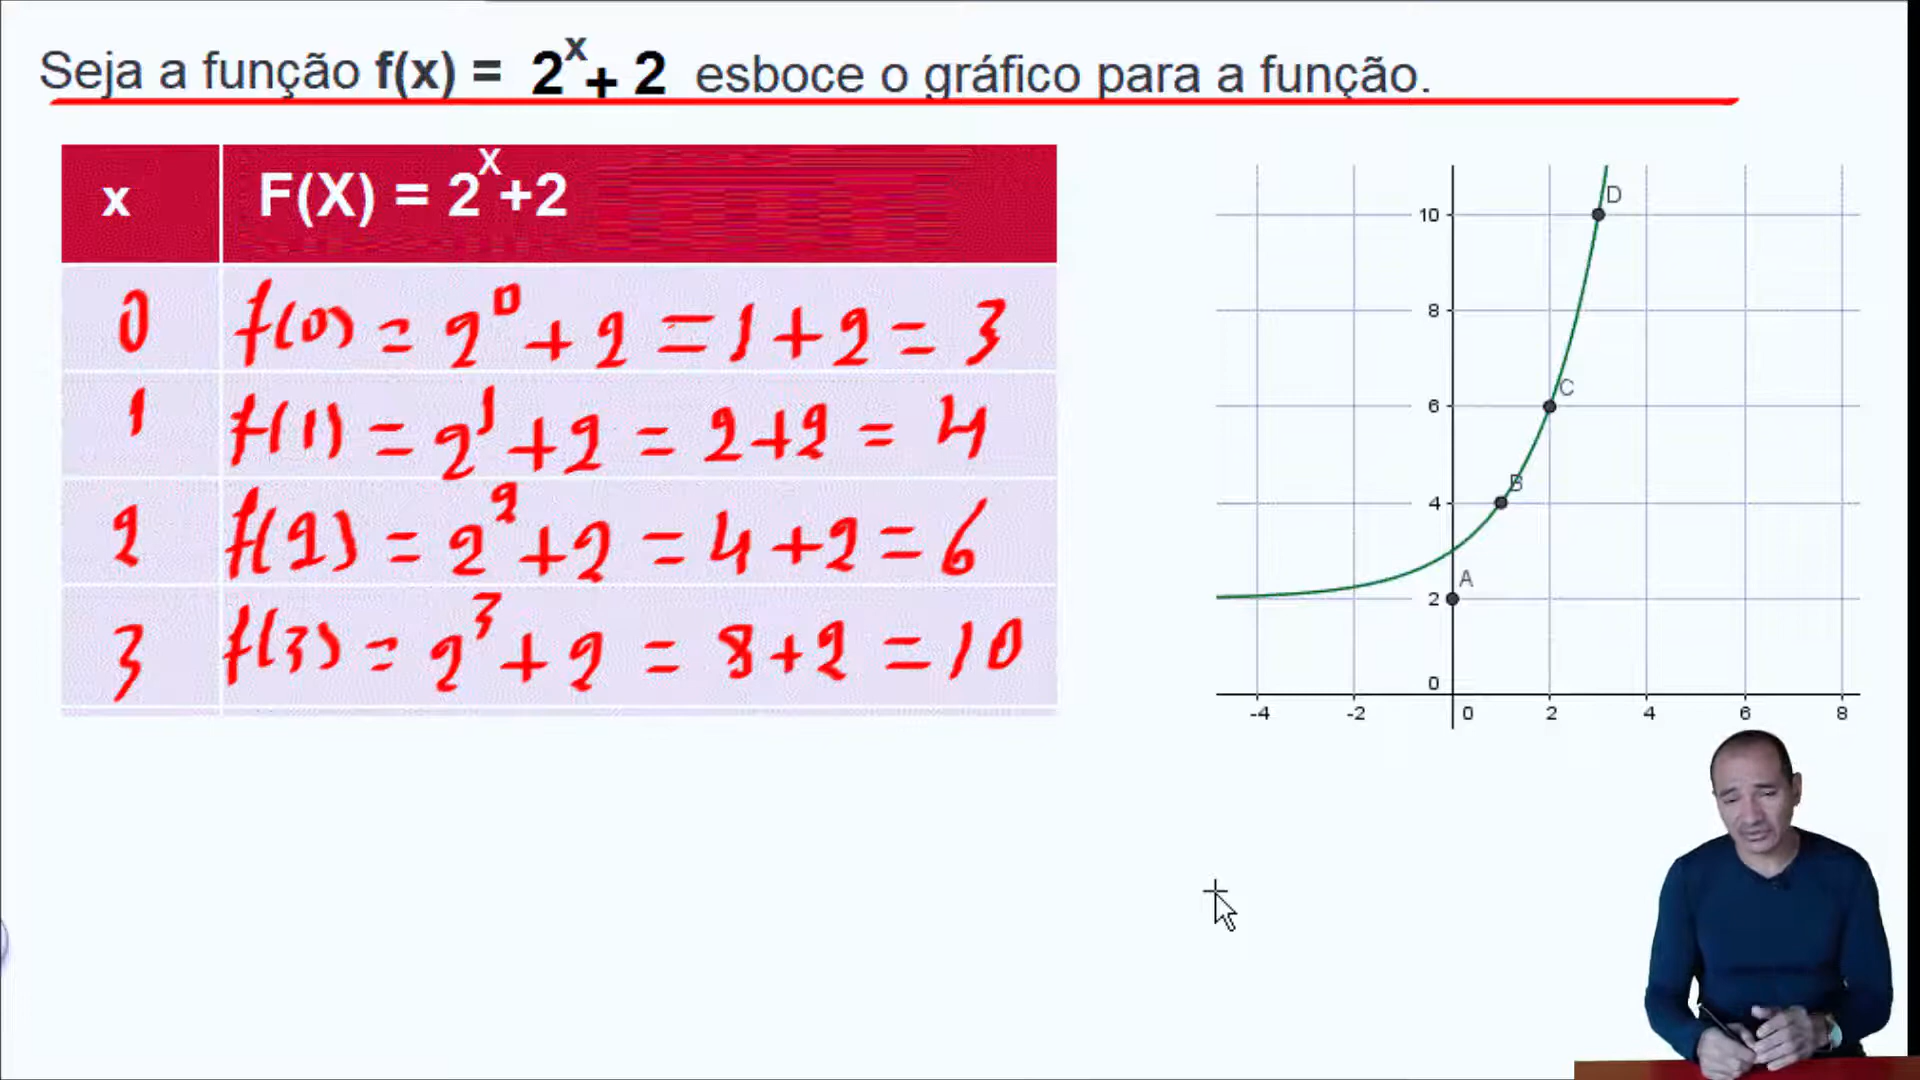 Seja a função f(x) = 2^x + 2 esboce o gráfico para a função.
x F(X) = 2^x+2
0 f(0) = 2^0 + 2 = 1 + 2 = 3
1 f(1) = 2^1 + 2 = 2 + 2 = 4
2 f(2) = 2^2 + 2 = 4 + 2 = 6
3 f(3) = 2^3 + 2 = 8 + 2 = 10
D
10
8
C
6
B
4
A
2
0
-4 -2 0 2 4 6 8